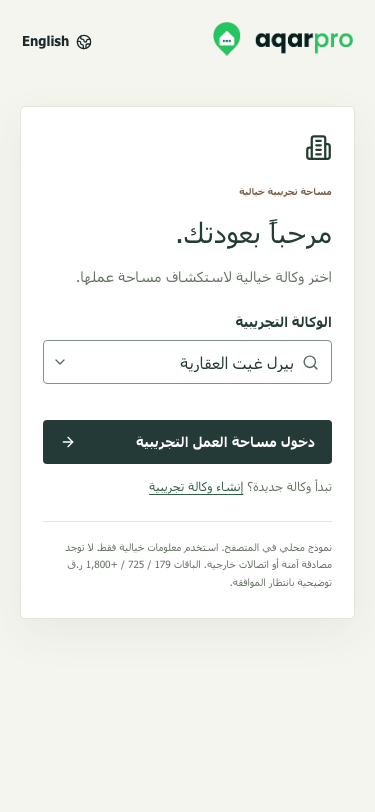 aqarpro
English
مساحة تجريبية خيالية
مرحباً بعودتك.
اختر وكالة خيالية لاستكشاف مساحة عملها.
الوكالة التجريبية
بيرل غيت العقارية
دخول مساحة العمل التجريبية
تبدأ وكالة جديدة؟ إنشاء وكالة تجريبية
نموذج محلي في المتصفح. استخدم معلومات خيالية فقط. لا توجد
مصادقة آمنة أو اتصالات خارجية. الباقات 179 / 725 / +1,800 ر.ق
توضيحية بانتظار الموافقة.